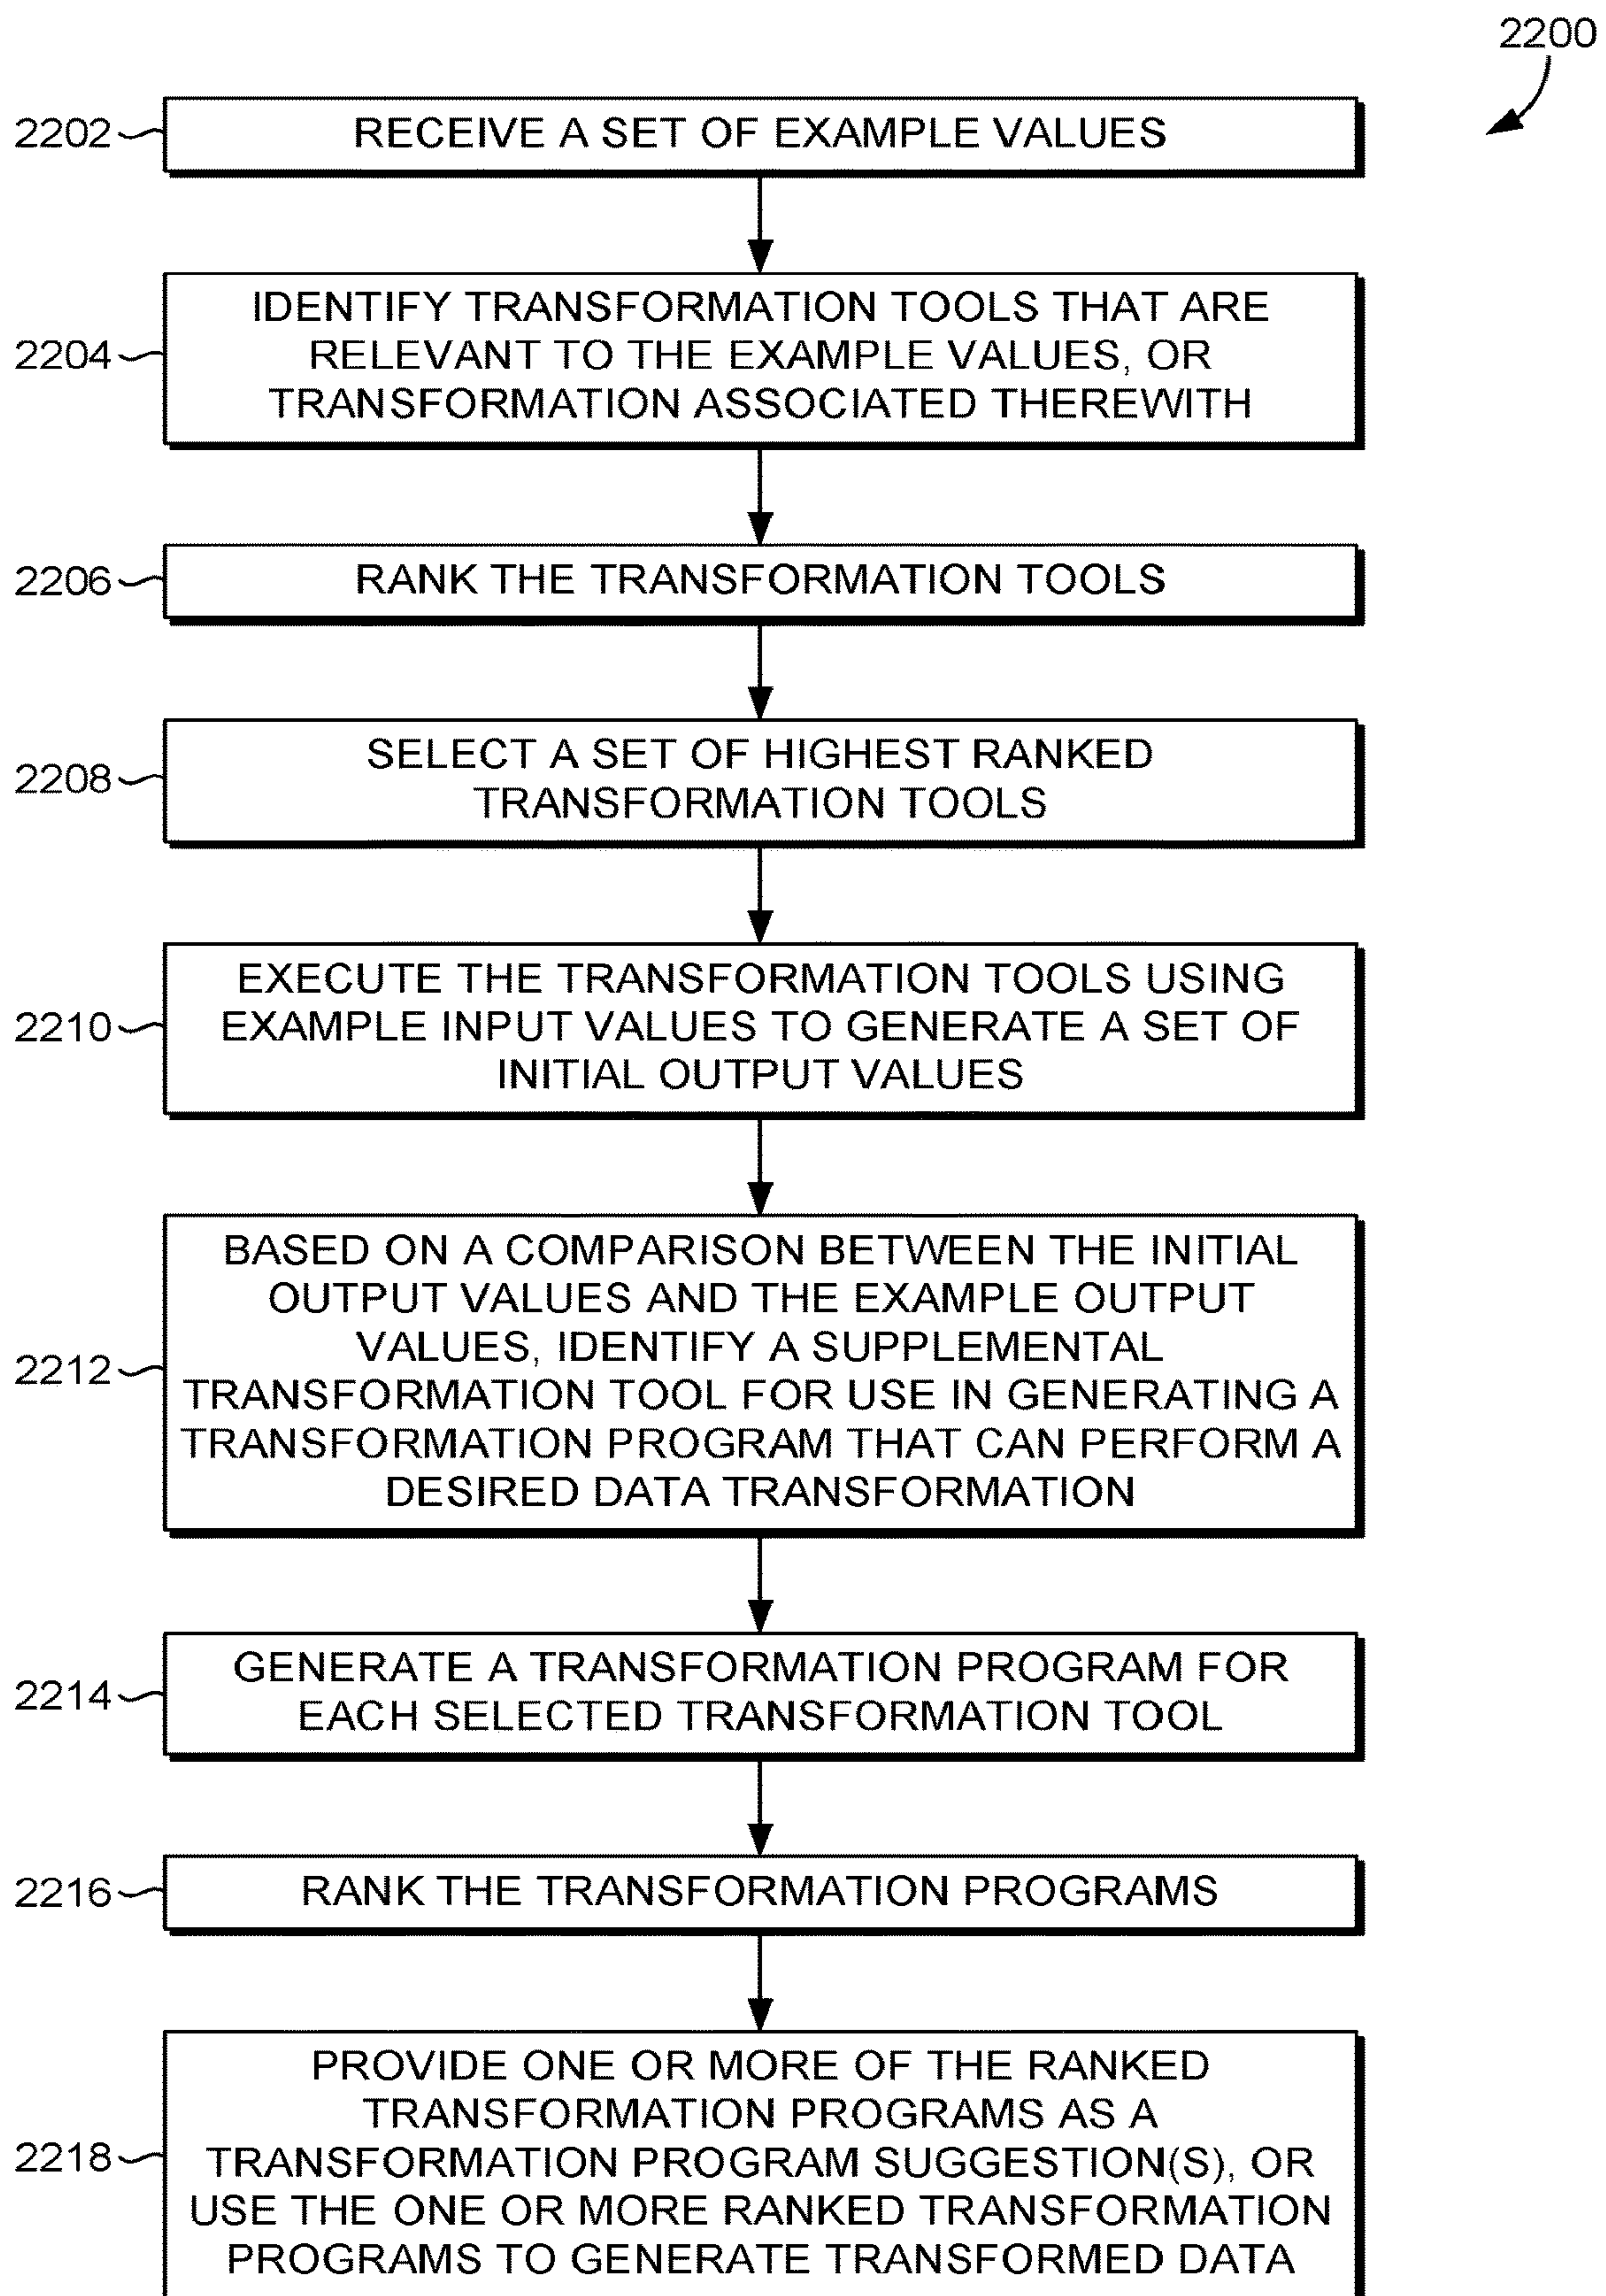 2200
2202
RECEIVE A SET OF EXAMPLE VALUES
2204
IDENTIFY TRANSFORMATION TOOLS THAT ARE
RELEVANT TO THE EXAMPLE VALUES, OR
TRANSFORMATION ASSOCIATED THEREWITH
2206
RANK THE TRANSFORMATION TOOLS
2208
SELECT A SET OF HIGHEST RANKED
TRANSFORMATION TOOLS
2210
EXECUTE THE TRANSFORMATION TOOLS USING
EXAMPLE INPUT VALUES TO GENERATE A SET OF
INITIAL OUTPUT VALUES
2212
BASED ON A COMPARISON BETWEEN THE INITIAL
OUTPUT VALUES AND THE EXAMPLE OUTPUT
VALUES, IDENTIFY A SUPPLEMENTAL
TRANSFORMATION TOOL FOR USE IN GENERATING A
TRANSFORMATION PROGRAM THAT CAN PERFORM A
DESIRED DATA TRANSFORMATION
2214
GENERATE A TRANSFORMATION PROGRAM FOR
EACH SELECTED TRANSFORMATION TOOL
2216
RANK THE TRANSFORMATION PROGRAMS
2218
PROVIDE ONE OR MORE OF THE RANKED
TRANSFORMATION PROGRAMS AS A
TRANSFORMATION PROGRAM SUGGESTION(S), OR
USE THE ONE OR MORE RANKED TRANSFORMATION
PROGRAMS TO GENERATE TRANSFORMED DATA